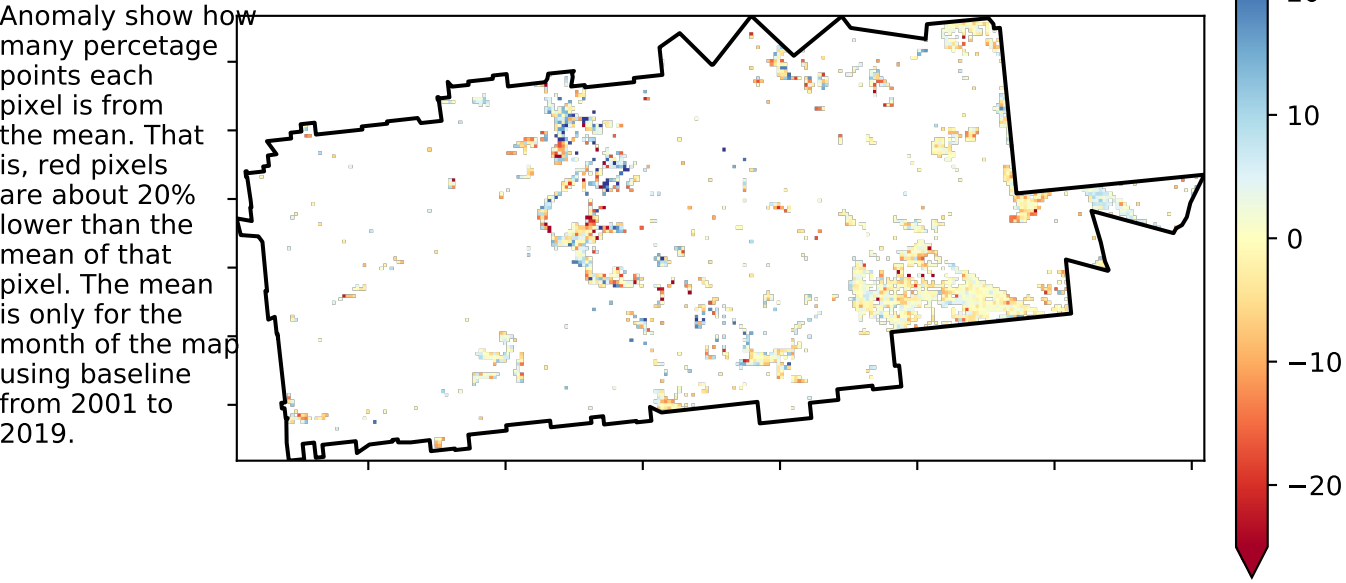 Anomaly show how
many percetage
points each
pixel is from
the mean. That
is, red pixels
are about 20%
lower than the
mean of that
pixel. The mean
is only for the
month of the map
using baseline
from 2001 to
2019.
10
0
−10
−20